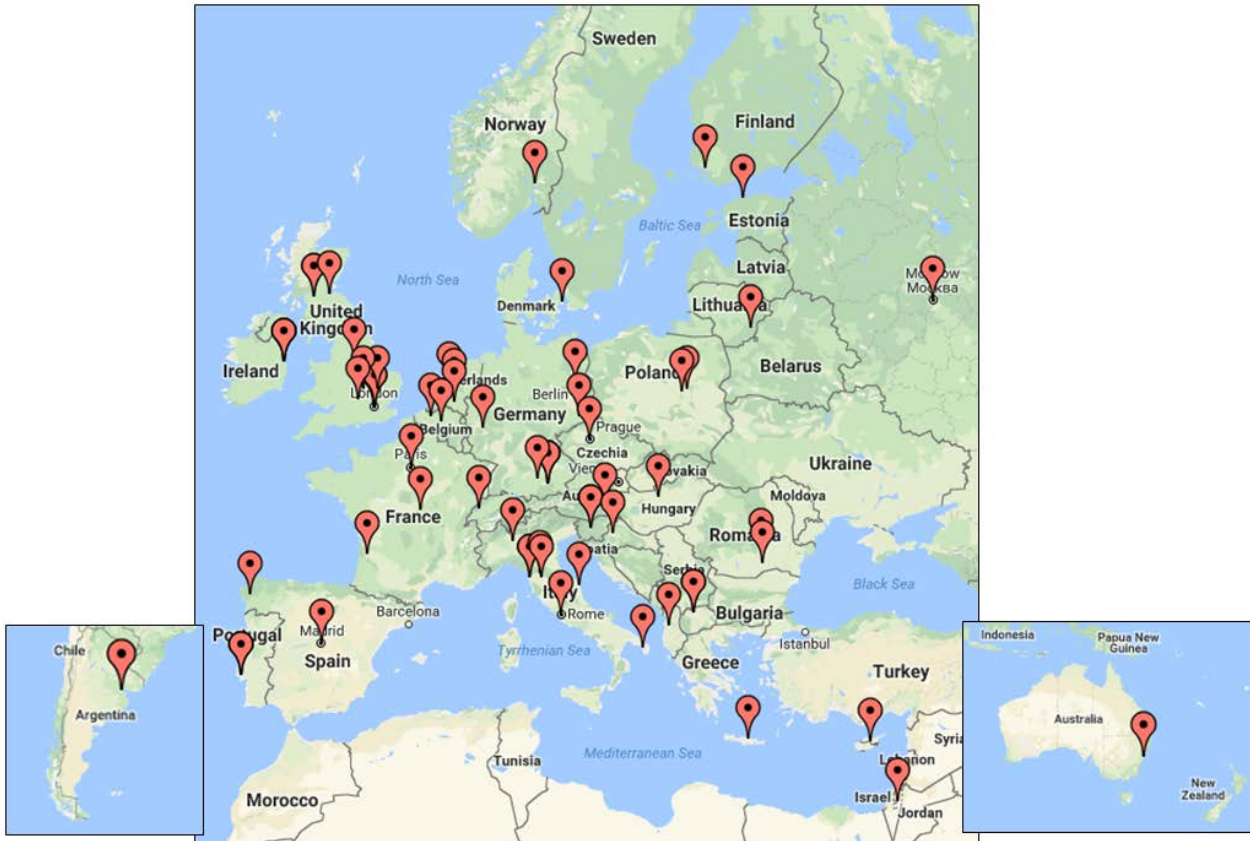 Sweden
Norway
Finland
Baltic Sea
Estonia
North Sea
Latvia
Denmark
Lithuania
Moscow
Москва
United
Kingdom
Ireland
London
Netherlands
Berlin
Poland
Belarus
Germany
Belgium
Prague
Paris
Czechia
Vienna
Slovakia
Ukraine
Hungary
Moldova
France
Romania
Croatia
Serbia
Black Sea
Italy
Rome
Barcelona
Bulgaria
Portugal
Madrid
Spain
Tyrrhenian Sea
Istanbul
Greece
Turkey
Mediterranean Sea
Tunisia
Syria
Lebanon
Israel
Jordan
Morocco
Chile
Argentina
Indonesia
Papua New
Guinea
Australia
New
Zealand